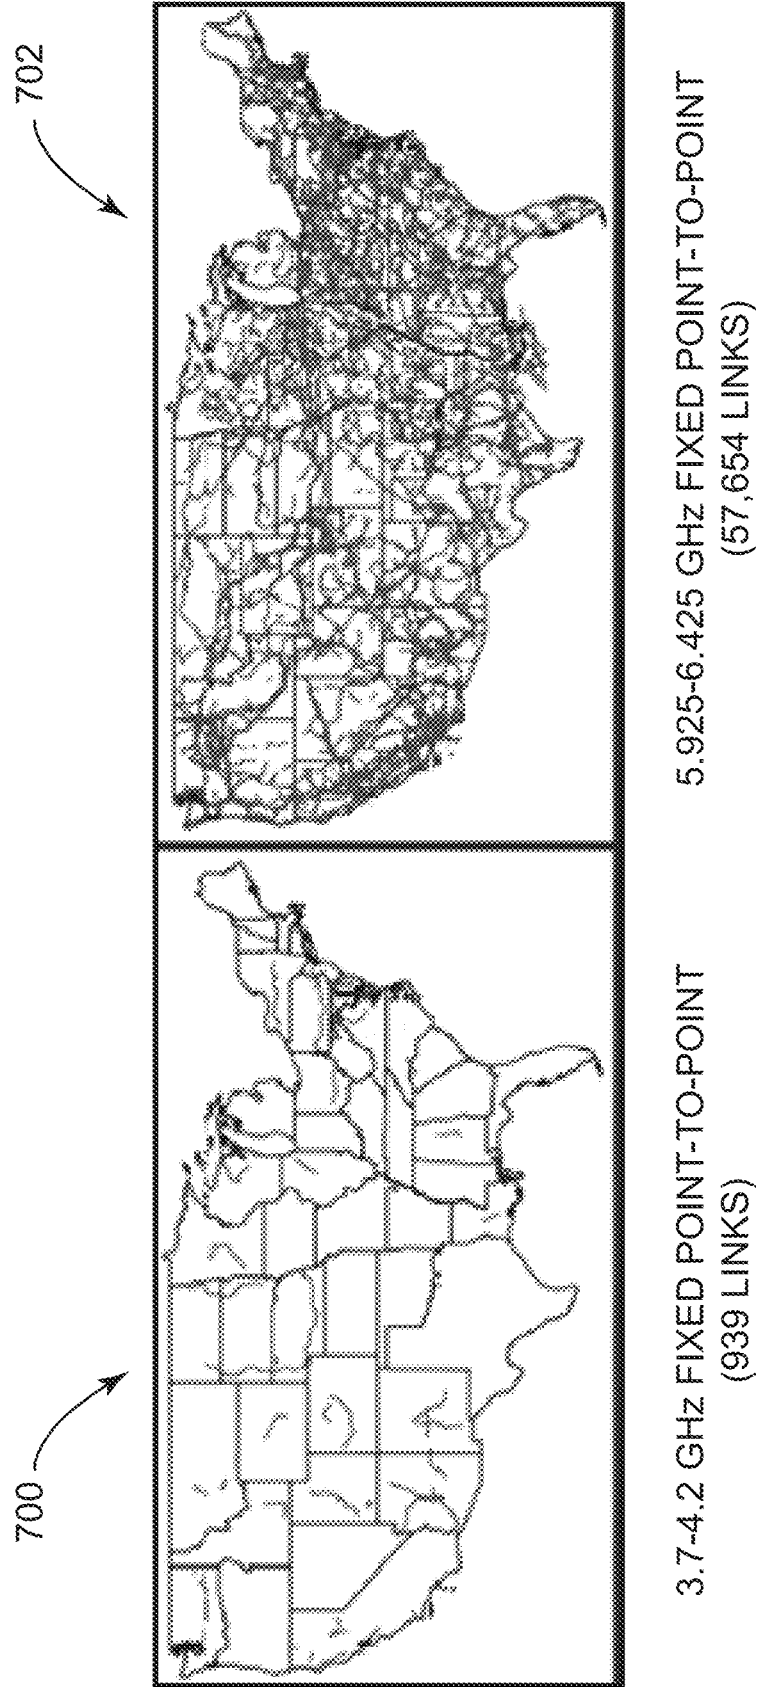 700
702
3.7-4.2 GHz FIXED POINT-TO-POINT
(939 LINKS)
5.925-6.425 GHz FIXED POINT-TO-POINT
(57,654 LINKS)